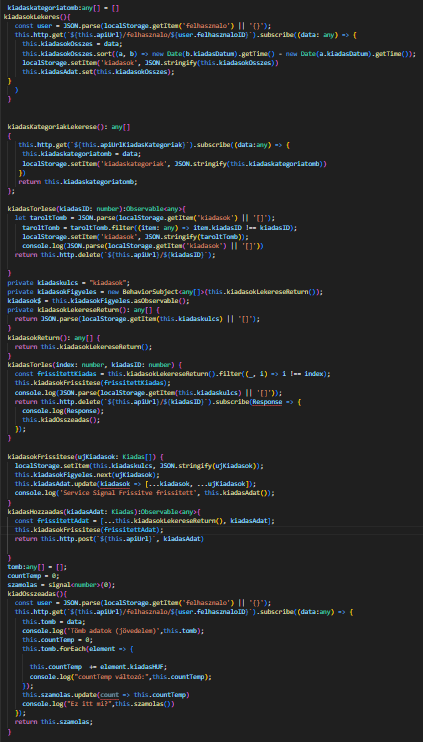 kiadaskategoriatomb:any[] = []
kiadasokLekeres(){
const user = JSON.parse(localStorage.getItem('felhasznalo') || '{}');
this.http.get(`${this.apiUrl}/felhasznalo/${user.felhasznaloID}`).subscribe((data: any) => {
this.kiadasokOsszes = data;
this.kiadasokOsszes.sort((a, b) => new Date(b.kiadasDatum).getTime() - new Date(a.kiadasDatum).getTime());
localStorage.setItem("kiadasok", JSON.stringify(this.kiadasokOsszes))
this.kiadasAdat.set(this.kiadasokOsszes);
}
)
}
kiadasKategoriakLekerese(): any[]
{
this.http.get(`${this.apiUrlKiadasKategoriak}`).subscribe((data:any) => {
this.kiadaskategoriatomb = data;
localStorage.setItem('kiadaskategoriak', JSON.stringify(this.kiadaskategoriatomb))
})
return this.kiadaskategoriatomb;
};
kiadasTorlese(kiadasID: number):Observable<any>{
let taroltTomb = JSON.parse(localStorage.getItem("kiadasok") || '[]');
taroltTomb = taroltTomb.filter((item: any) => item.kiadasID !== kiadasID);
localStorage.setItem("kiadasok", JSON.stringify(taroltTomb));
console.log(JSON.parse(localStorage.getItem("kiadasok") || '[]'))
return this.http.delete(`${this.apiUrl}/${kiadasID}`);
}
private kiadaskulcs = "kiadasok";
private kiadasokFigyeles = new BehaviorSubject<any[]>(this.kiadasokLekereseReturn());
kiadasok$ = this.kiadasokFigyeles.asObservable();
private kiadasokLekereseReturn(): any[] {
return JSON.parse(localStorage.getItem(this.kiadaskulcs) || '[]');
}
kiadasokReturn(): any[] {
return this.kiadasokLekereseReturn();
}
kiadasTorles(index: number, kiadasID: number) {
const frissitettKiadas = this.kiadasokLekereseReturn().filter((_, i) => i !== index);
this.kiadasokFrissitese(frissitettKiadas);
console.log(JSON.parse(localStorage.getItem(this.kiadaskulcs) || '[]'));
return this.http.delete(`${this.apiUrl}/${kiadasID}`).subscribe(Response => {
console.log(Response);
this.kiadOsszeadas();
});
}
kiadasokFrissitese(ujKiadasok: Kiadas[]) {
localStorage.setItem(this.kiadaskulcs, JSON.stringify(ujKiadasok));
this.kiadasokFigyeles.next(ujKiadasok);
this.kiadasAdat.update(kiadasok => [...kiadasok, ...ujKiadasok]);
console.log('Service Signal Frissitve frissitett', this.kiadasAdat());
}
kiadasHozzaadas(kiadasAdat: Kiadas):Observable<any>{
const frissitettAdat = [...this.kiadasokLekereseReturn(), kiadasAdat];
this.kiadasokFrissitese(frissitettAdat);
return this.http.post(`${this.apiUrl}`, kiadasAdat)
}
tomb:any[] = [];
countTemp = 0;
szamolas = signal<number>(0);
kiadOsszeadas(){
const user = JSON.parse(localStorage.getItem('felhasznalo') || '{}');
this.http.get(`${this.apiUrl}/felhasznalo/${user.felhasznaloID}`).subscribe((data:any) => {
this.tomb = data;
console.log("Tömb adatok (jövedelem)",this.tomb);
this.countTemp = 0;
this.tomb.forEach(element => {
this.countTemp += element.kiadasHUF;
console.log("countTemp változó:",this.countTemp);
});
this.szamolas.update(count => this.countTemp)
console.log("Ez itt mi?",this.szamolas())
});
return this.szamolas;
}